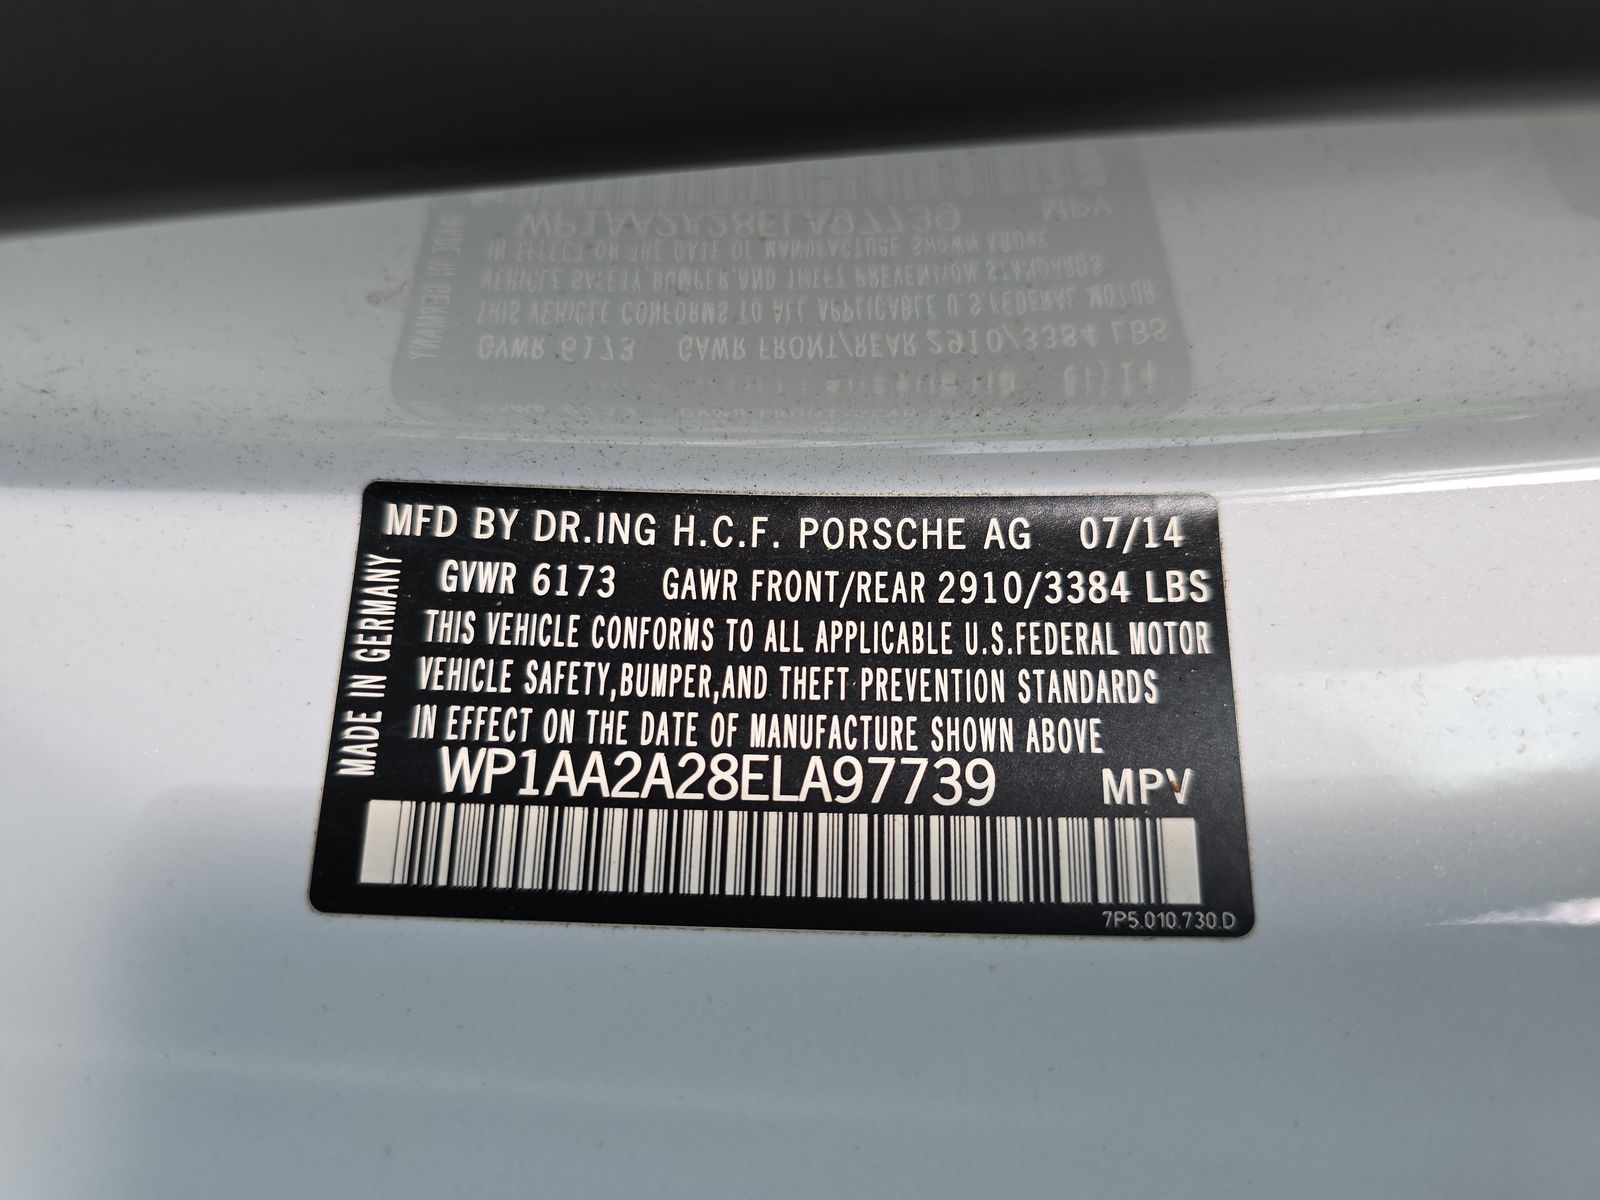 MFD BY DR.ING H.C.F. PORSCHE AG 07/14
GVWR 6173 GAWR FRONT/REAR 2910/3384 LBS
THIS VEHICLE CONFORMS TO ALL APPLICABLE U.S.FEDERAL MOTOR
VEHICLE SAFETY,BUMPER,AND THEFT PREVENTION STANDARDS
IN EFFECT ON THE DATE OF MANUFACTURE SHOWN ABOVE
WP1AA2A28ELA97739 MPV
7P5.010.730.D
MADE IN GERMANY